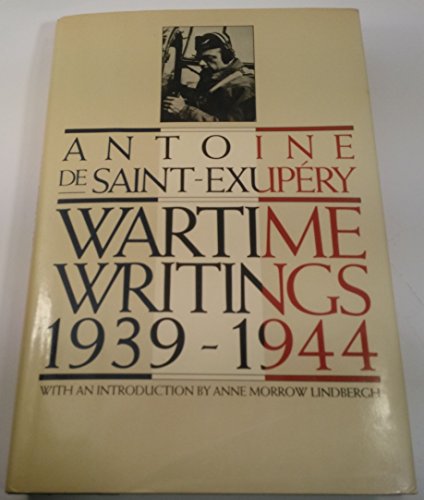 ANTOINE
DE SAINT-EXUPÉRY
WARTIME
WRITINGS
1939-1944
WITH AN INTRODUCTION BY ANNE MORROW LINDBERGH